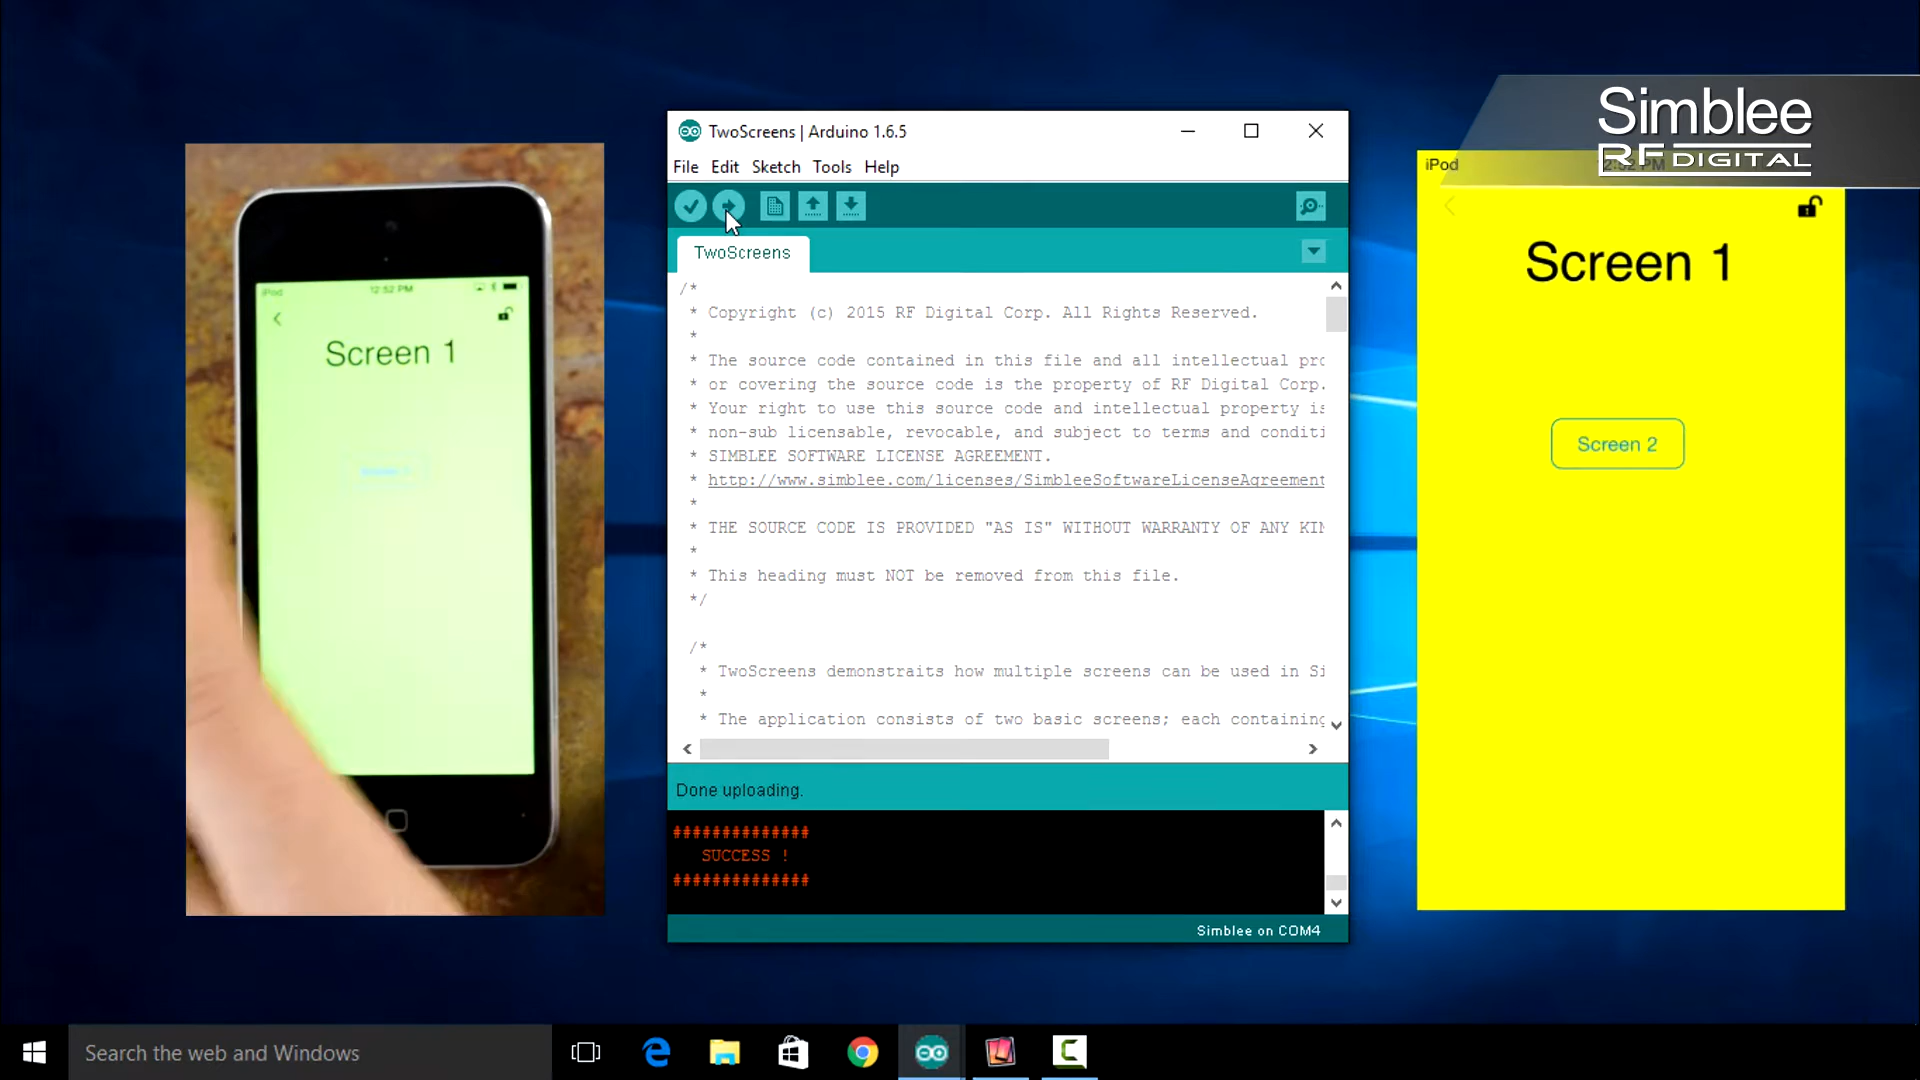 Simblee
RF DIGITAL
TwoScreens | Arduino 1.6.5
File Edit Sketch Tools Help
TwoScreens
/*
* Copyright (c) 2015 RF Digital Corp. All Rights Reserved.
*
* The source code contained in this file and all intellectual pro
* or covering the source code is the property of RF Digital Corp.
* Your right to use this source code and intellectual property is
* non-sub licensable, revocable, and subject to terms and conditi
* SIMBLEE SOFTWARE LICENSE AGREEMENT.
* http://www.simblee.com/licenses/SimbleeSoftwareLicenseAgreement
*
* THE SOURCE CODE IS PROVIDED "AS IS" WITHOUT WARRANTY OF ANY KIN
*
* This heading must NOT be removed from this file.
*/
/*
* TwoScreens demonstraits how multiple screens can be used in Si
*
* The application consists of two basic screens; each containing
Done uploading.
##############
SUCCESS !
##############
Simblee on COM4
iPod 12:52 PM
Screen 1
iPod 12:52 PM
Screen 1
Screen 2
Search the web and Windows